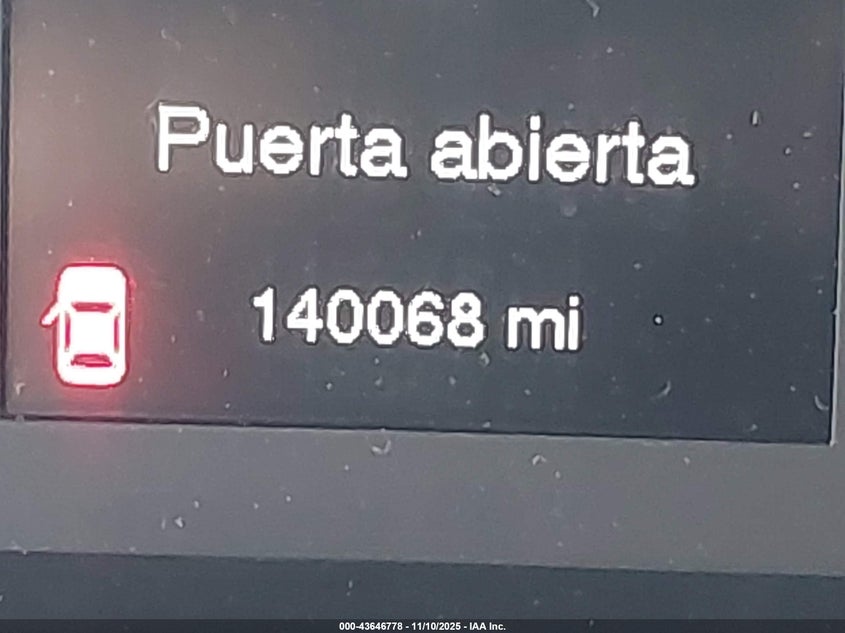 Puerta abierta
140068 mi
000-43646778 - 11/10/2025 - IAA Inc.